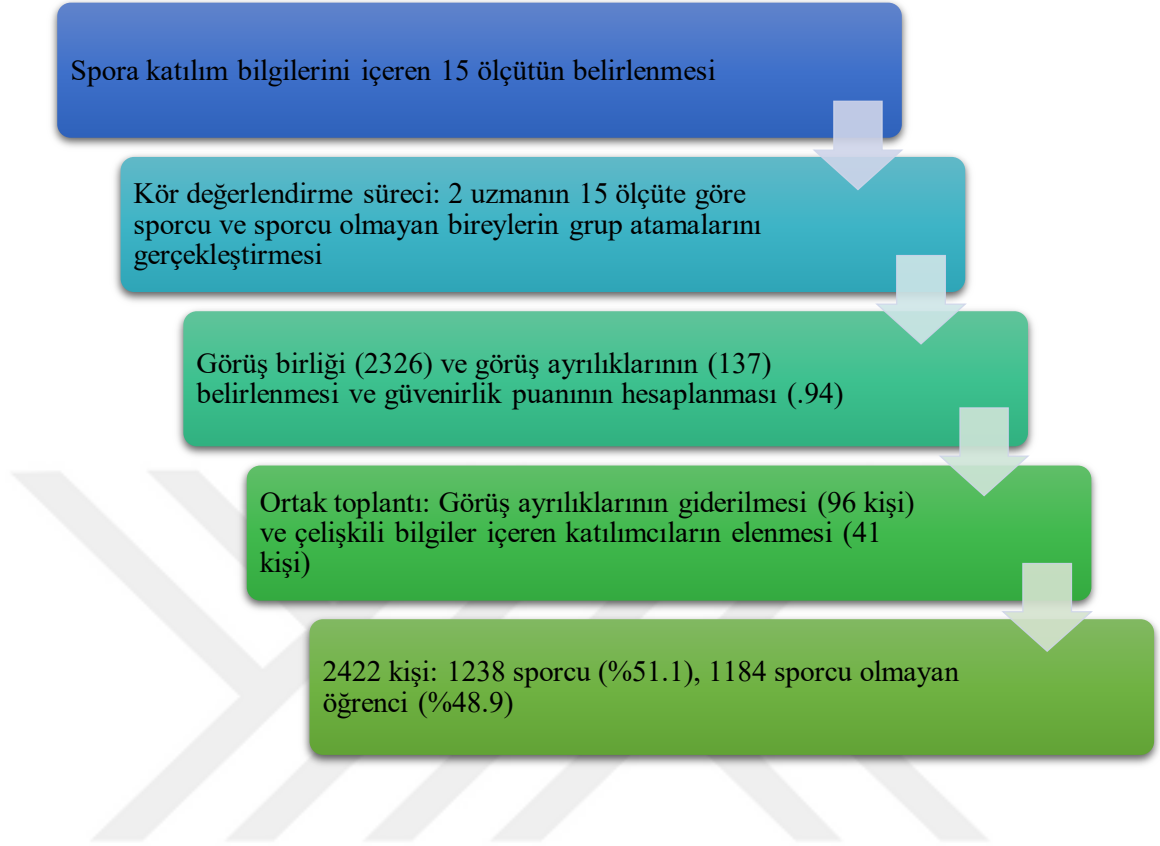 Spora katılım bilgilerini içeren 15 ölçütün belirlenmesi
Kör değerlendirme süreci: 2 uzmanın 15 ölçüte göre
sporcu ve sporcu olmayan bireylerin grup atamalarını
gerçekleştirmesi
Görüş birliği (2326) ve görüş ayrılıklarının (137)
belirlenmesi ve güvenirlik puanının hesaplanması (.94)
Ortak toplantı: Görüş ayrılıklarının giderilmesi (96 kişi)
ve çelişkili bilgiler içeren katılımcıların elenmesi (41
kişi)
2422 kişi: 1238 sporcu (%51.1), 1184 sporcu olmayan
öğrenci (%48.9)